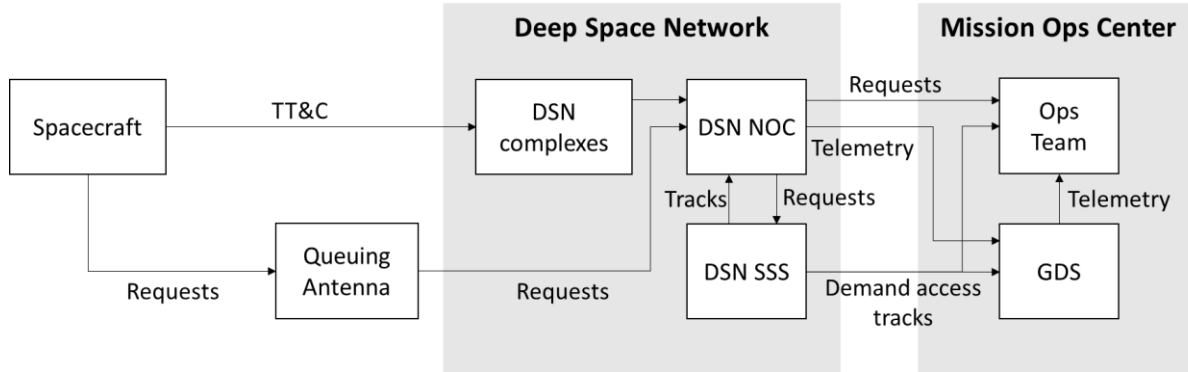 Deep Space Network
Mission Ops Center
Spacecraft
TT&C
DSN
complexes
DSN NOC
Requests
Ops
Team
Telemetry
Tracks
Requests
Telemetry
Queuing
Antenna
Requests
Requests
DSN SSS
Demand access
tracks
GDS